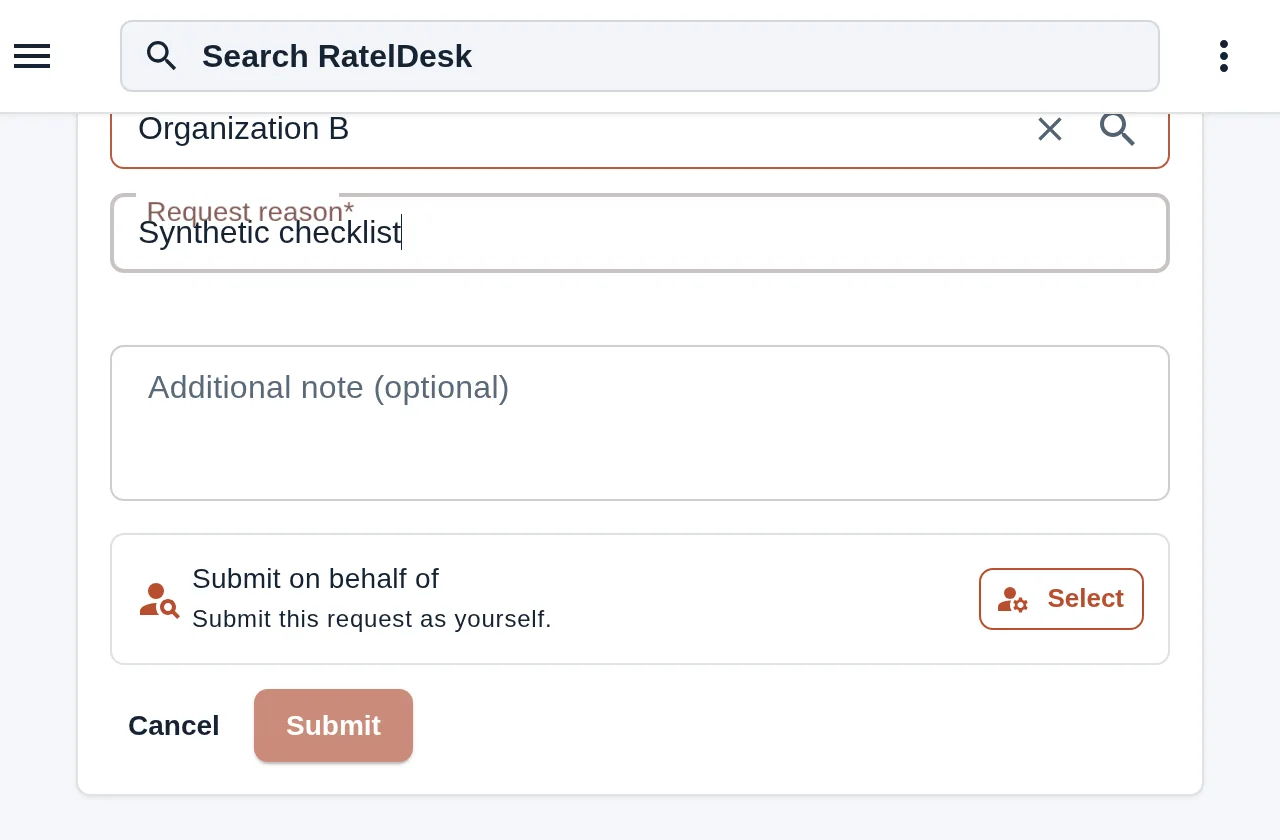 Search RatelDesk
Organization B
Request reason*
Synthetic checklist
Additional note (optional)
Submit on behalf of
Submit this request as yourself.
Select
Cancel
Submit